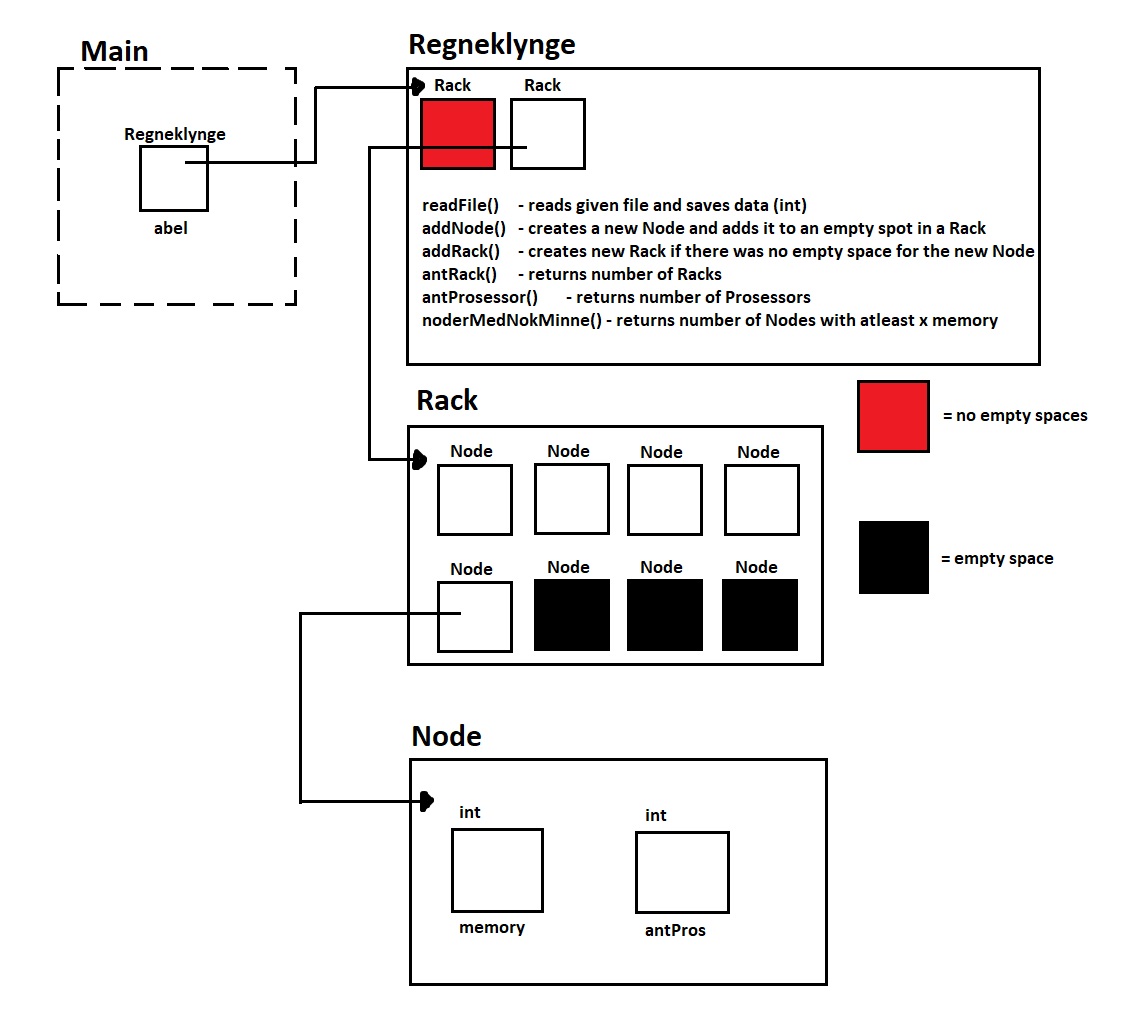 Main
Regneklynge
abel
Regneklynge
Rack Rack
readFile() - reads given file and saves data (int)
addNode() - creates a new Node and adds it to an empty spot in a Rack
addRack() - creates new Rack if there was no empty space for the new Node
antRack() - returns number of Racks
antProsessor() - returns number of Prosessors
noderMedNokMinne() - returns number of Nodes with atleast x memory
= no empty spaces
= empty space
Rack
Node Node Node Node
Node Node Node Node
Node
int int
memory antPros